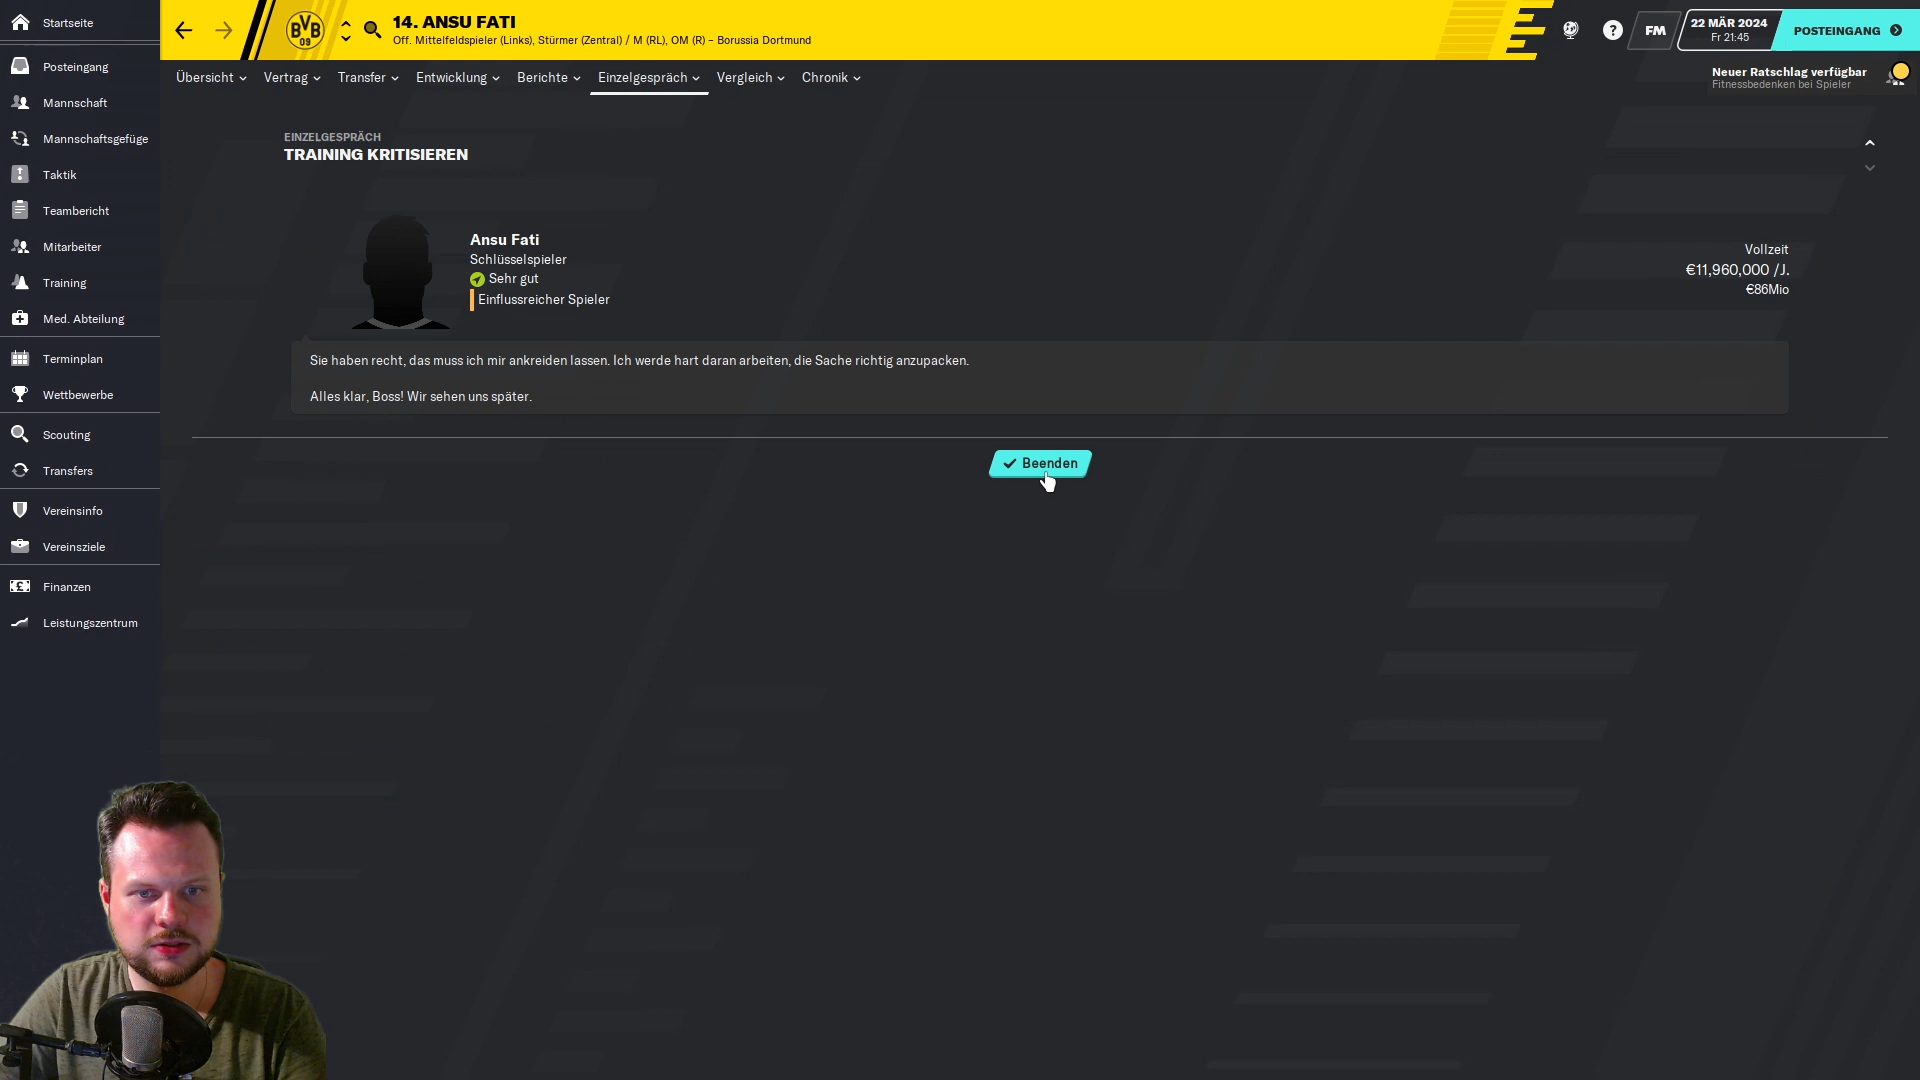 Startseite
Posteingang
Mannschaft
Mannschaftsgefüge
Taktik
Teambericht
Mitarbeiter
Training
Med. Abteilung
Terminplan
Wettbewerbe
Scouting
Transfers
Vereinsinfo
Vereinsziele
Finanzen
Leistungszentrum
BVB
09
14. ANSU FATI
Off. Mittelfeldspieler (Links), Stürmer (Zentral) / M (RL), OM (R) – Borussia Dortmund
FM
22 MÄR 2024
Fr 21:45
POSTEINGANG
Übersicht Vertrag Transfer Entwicklung Berichte Einzelgespräch Vergleich Chronik
Neuer Ratschlag verfügbar
Fitnessbedenken bei Spieler
EINZELGESPRÄCH
TRAINING KRITISIEREN
Ansu Fati
Schlüsselspieler
Sehr gut
Einflussreicher Spieler
Vollzeit
€11,960,000 /J.
€86Mio
Sie haben recht, das muss ich mir ankreiden lassen. Ich werde hart daran arbeiten, die Sache richtig anzupacken.
Alles klar, Boss! Wir sehen uns später.
Beenden